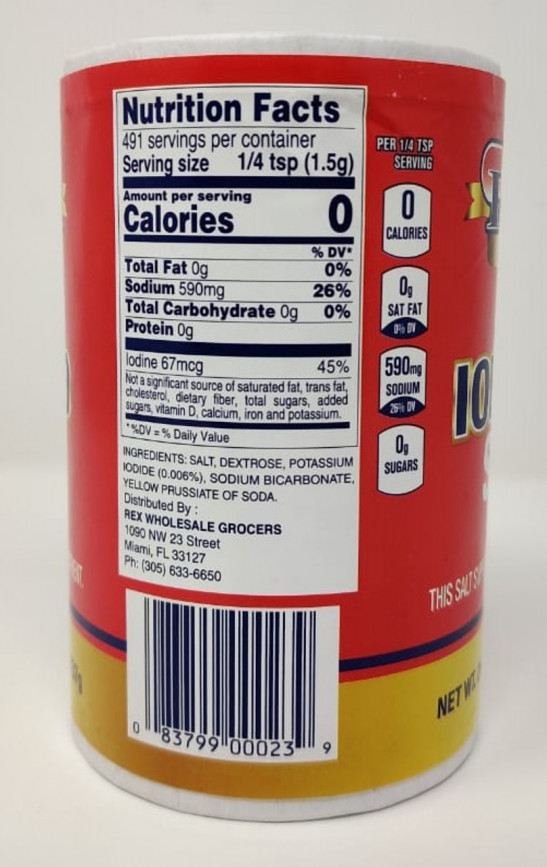 Nutrition Facts
491 servings per container
Serving size 1/4 tsp (1.5g)
Amount per serving
Calories 0
% DV*
Total Fat 0g 0%
Sodium 590mg 26%
Total Carbohydrate 0g 0%
Protein 0g
Iodine 67mcg 45%
Not a significant source of saturated fat, trans fat,
cholesterol, dietary fiber, total sugars, added
sugars, vitamin D, calcium, iron and potassium.
*%DV = % Daily Value
INGREDIENTS: SALT, DEXTROSE, POTASSIUM
IODIDE (0.006%), SODIUM BICARBONATE,
YELLOW PRUSSIATE OF SODA.
Distributed By :
REX WHOLESALE GROCERS
1090 NW 23 Street
Miami, FL 33127
Ph: (305) 633-6650
0 83799 00023 9
PER 1/4 TSP
SERVING
0
CALORIES
0g
SAT FAT
0% DV
590mg
SODIUM
26% DV
0g
SUGARS
IO
THIS SALT
NET WT.